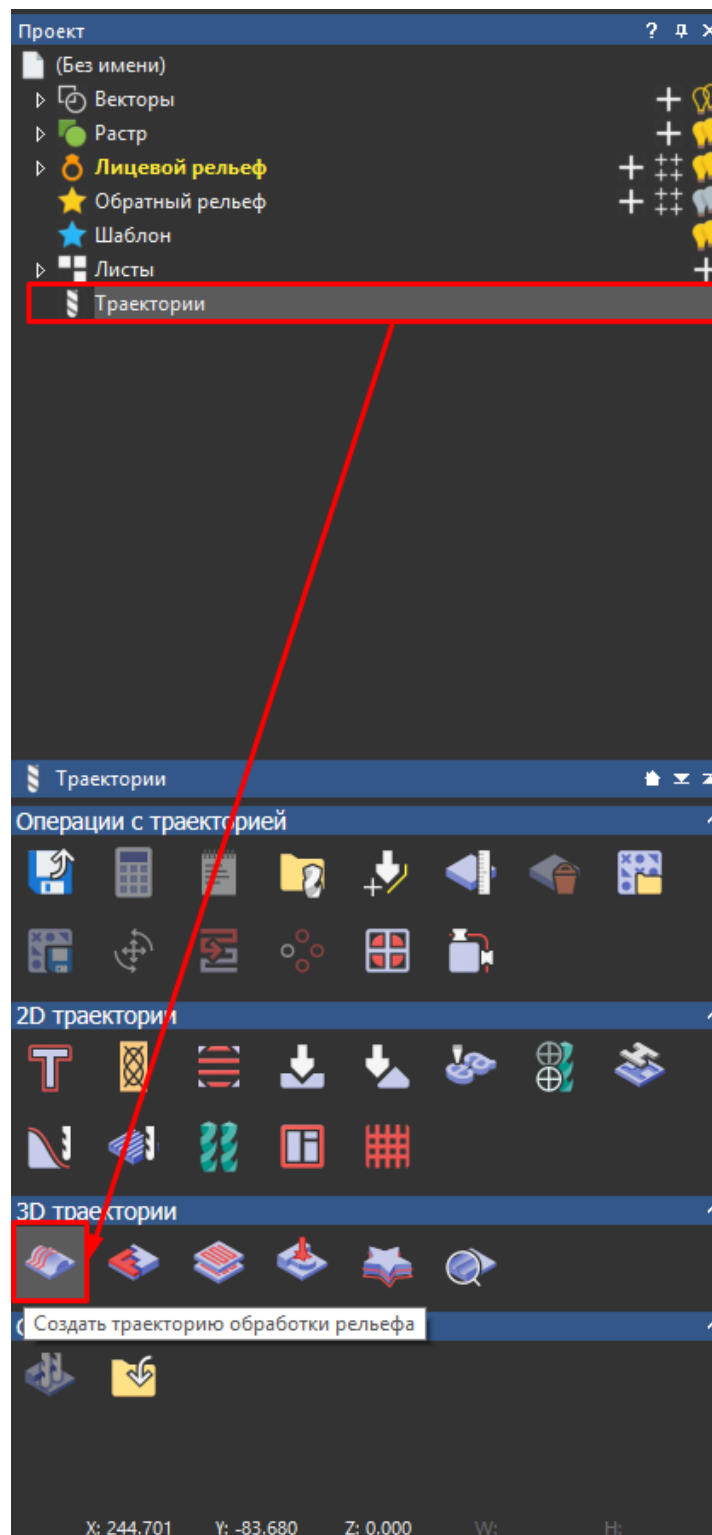 Проект
(Без имени)
Векторы
Растр
Лицевой рельеф
Обратный рельеф
Шаблон
Листы
Траектории
Траектории
Операции с траекторией
2D траектории
3D траектории
Создать траекторию обработки рельефа
X: 244.701 Y: -83.680 Z: 0.000 W: H: